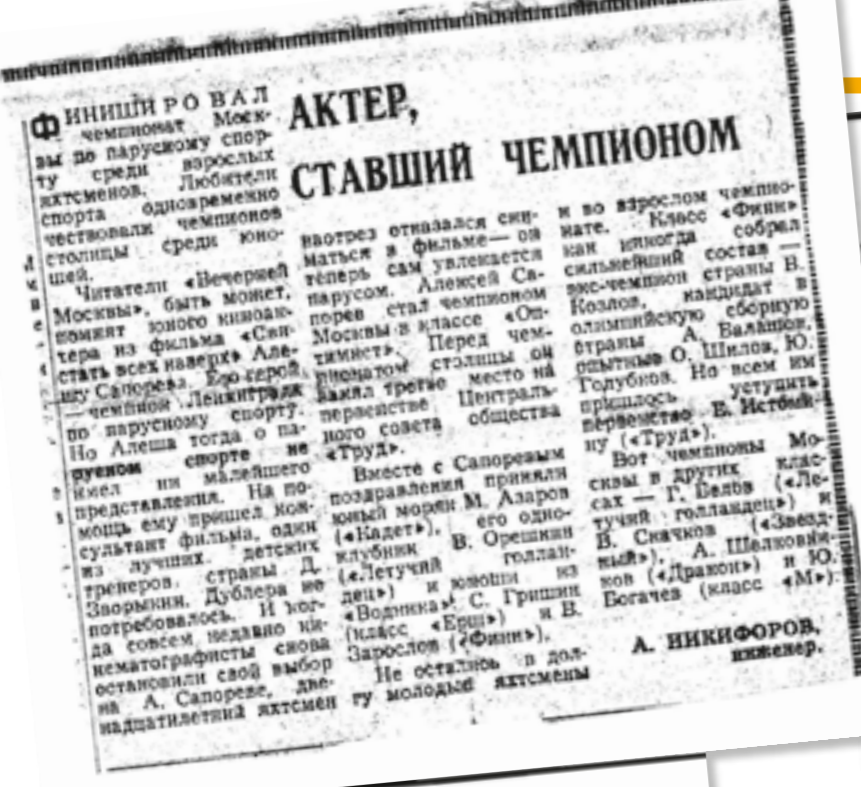 АКТЕР,
СТАВШИЙ ЧЕМПИОНОМ
ФИНИШИРОВАЛ
чемпионат Моск-
вы по парусному спор-
ту среди взрослых
яхтсменов. Любители
спорта одновременно
чествовали чемпионов
столицы среди юно-
шей.
Читатели «Вечерней
Москвы», быть может,
помнят юного киноак-
тера из фильма «Сви-
стать всех наверх» Але-
шу Сапорева. Его герой
— чемпион Ленинграда
по парусному спорту.
Но Алеша тогда о па-
русном спорте не
имел ни малейшего
представления. На по-
мощь ему пришел кон-
сультант фильма, один
из лучших детских
тренеров страны Д.
Зворыкин. Дублера не
потребовалось. И ког-
да совсем недавно ки-
нематографисты снова
остановили свой выбор
на А. Сапореве, две-
надцатилетний яхтсмен
наотрез отказался сни-
маться в фильме — он
теперь сам увлекается
парусом. Алексей Са-
порев стал чемпионом
Москвы в классе «Оп-
тимист». Перед чем-
пионатом столицы он
занял третье место на
первенстве Централь-
ного совета общества
«Труд».
Вместе с Сапоревым
поздравления приняли
юный моряк М. Азаров
(«Кадет»), его одно-
клубник В. Орешкин
(«Летучий голлан-
дец») и юноши из
«Водника» С. Гришин
(класс «Ерш») и В.
Зарослов («Финн»).
Не остались в дол-
гу молодые яхтсмены
и во взрослом чемпио-
нате. Класс «Финн»
как никогда собрал
сильнейший состав —
экс-чемпион страны В.
Козлов, кандидат в
олимпийскую сборную
страны А. Балашов,
опытные О. Шилов, Ю.
Голубков. Но всем им
пришлось уступить
первенство В.
ну («Труд»).
Вот чемпионы Мо-
сквы в других клас-
сах — Г. Белов («Ле-
тучий голландец») и
В. Скачков («Звезд-
ный»), А. Шелковни-
ков («Дракон») и Ю.
Богачев (класс «М»).
А. НИКИФОРОВ,
инженер.